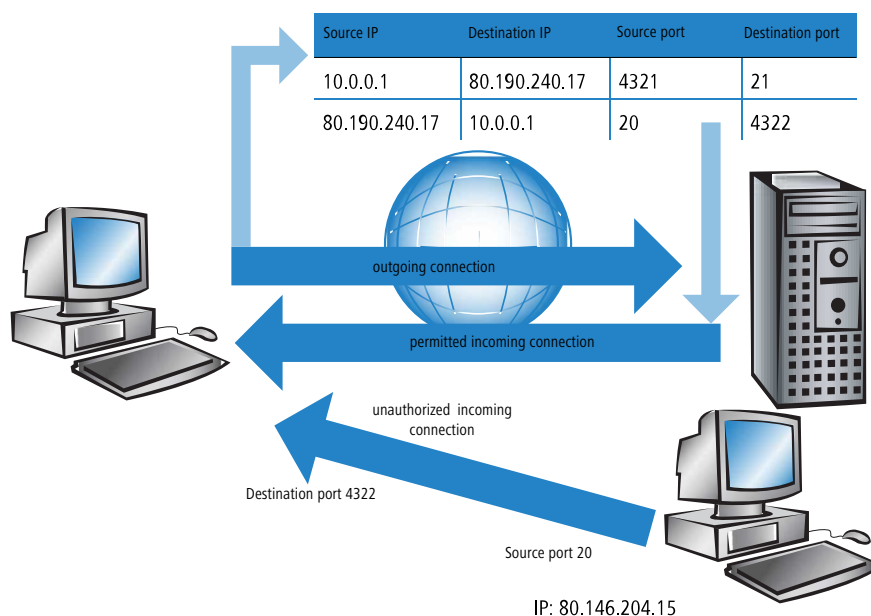 Source IP Destination IP Source port Destination port
10.0.0.1 80.190.240.17 4321 21
80.190.240.17 10.0.0.1 20 4322
outgoing connection
permitted incoming connection
unauthorized incoming
connection
Destination port 4322
Source port 20
IP: 80.146.204.15